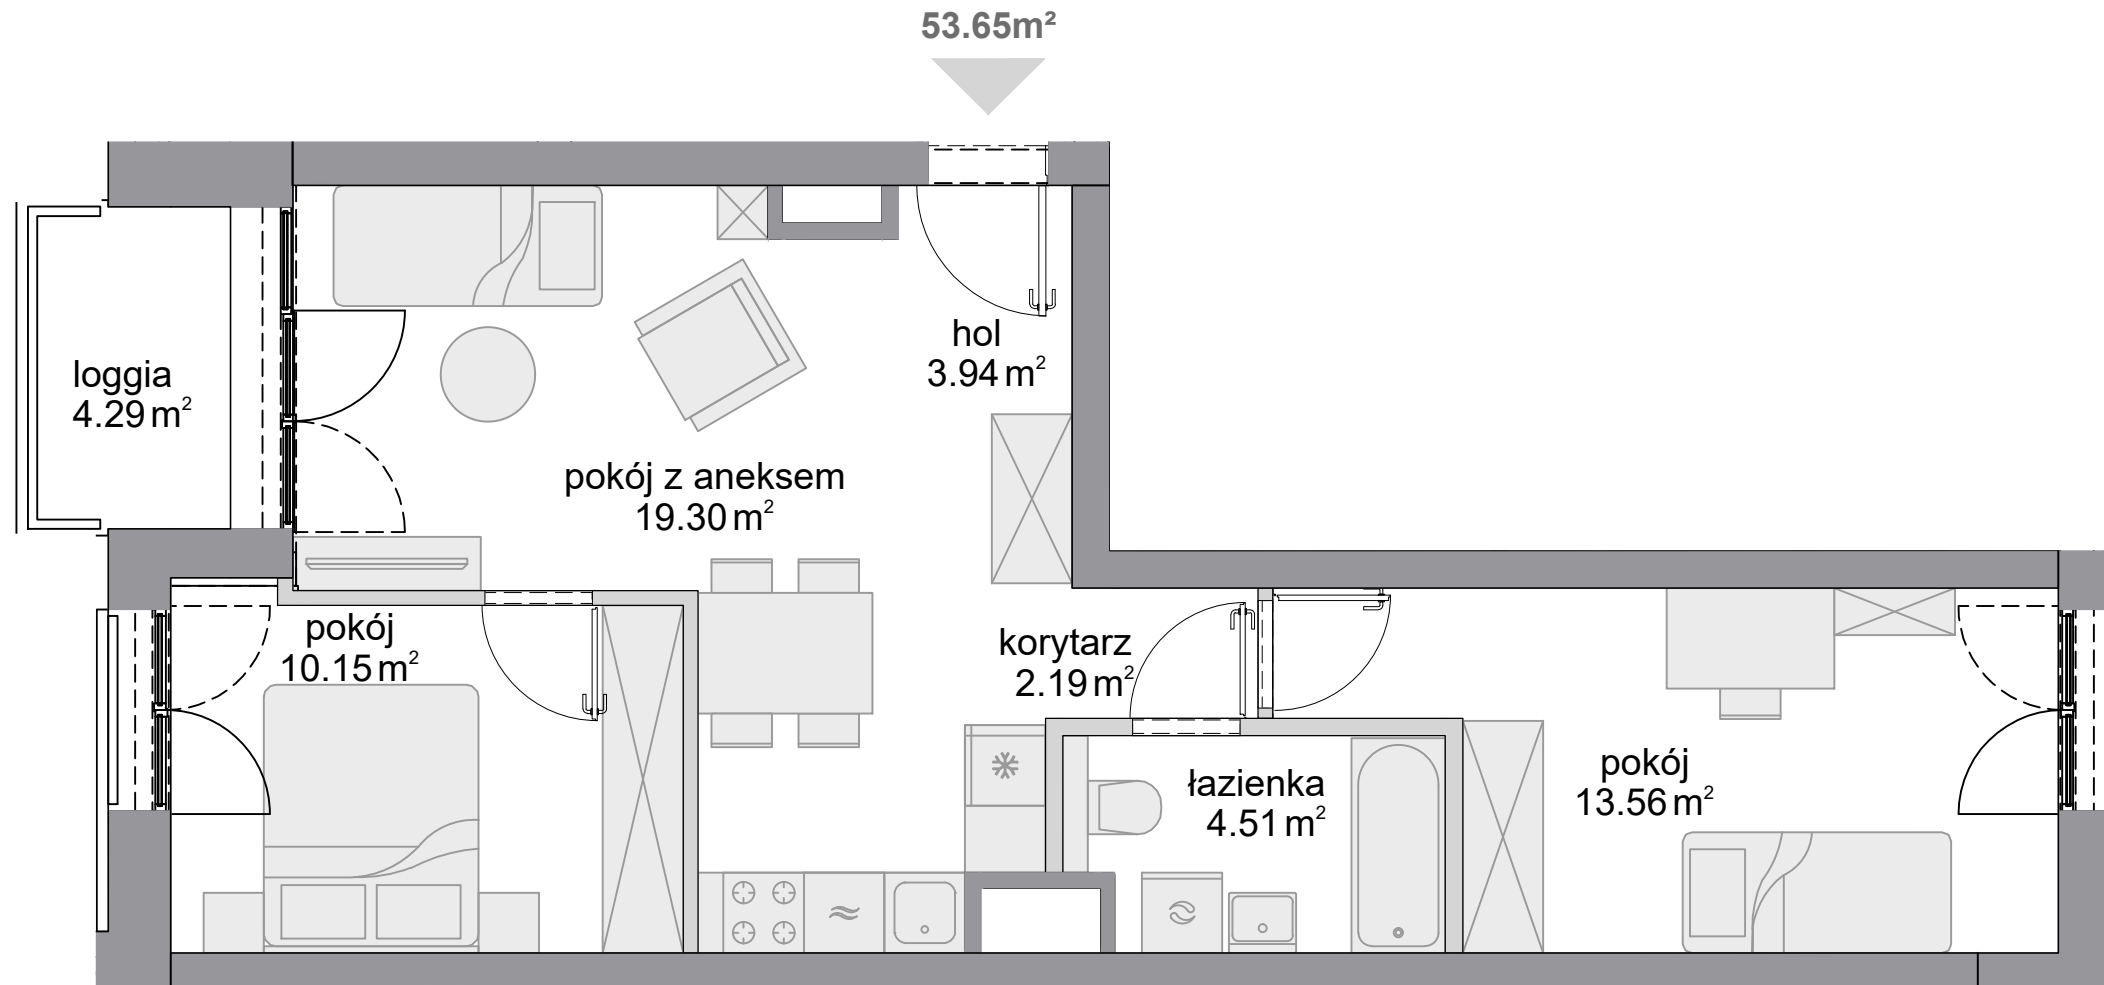 53.65m²
hol
3.94 m²
loggia
4.29 m²
pokój z aneksem
19.30 m²
pokój
10.15 m²
korytarz
2.19 m²
łazienka
4.51 m²
pokój
13.56 m²